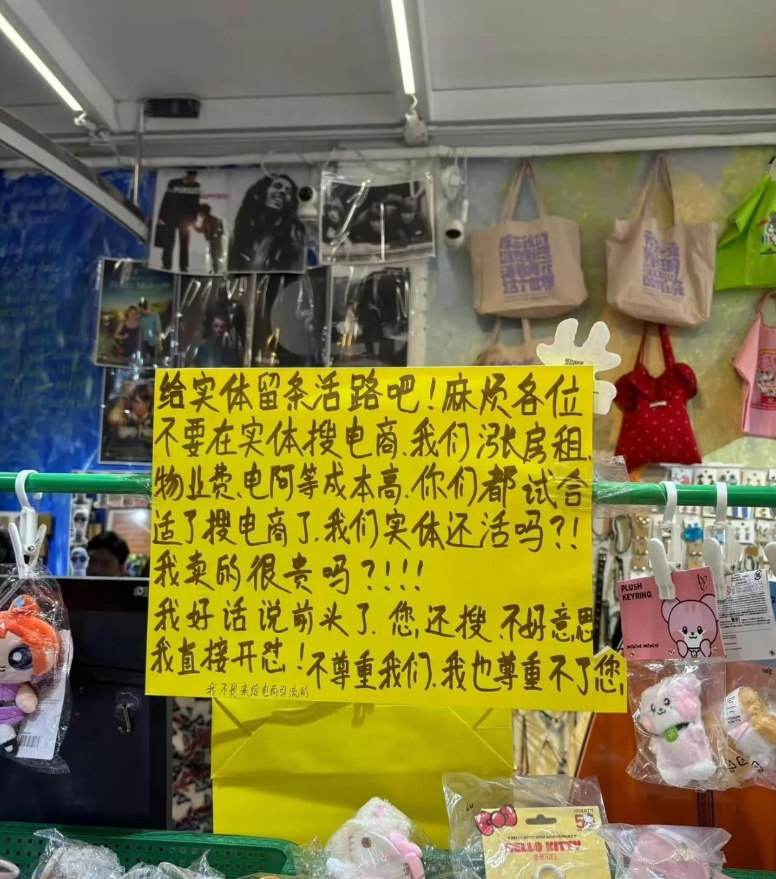 给实体留条活路吧！麻烦各位
不要在实体搜电商.我们涨房租.
物业费、电阿等成本高.你们都试合
适了搜电商了.我们实体还活吗?!
我卖的很贵吗?!!!
我好话说前头了.您,还搜.不好意思
我直接开怼!不尊重我们.我也尊重不了您,
我不是来给电商引流的
PLUSH
KEYRING
HELLO KITTY